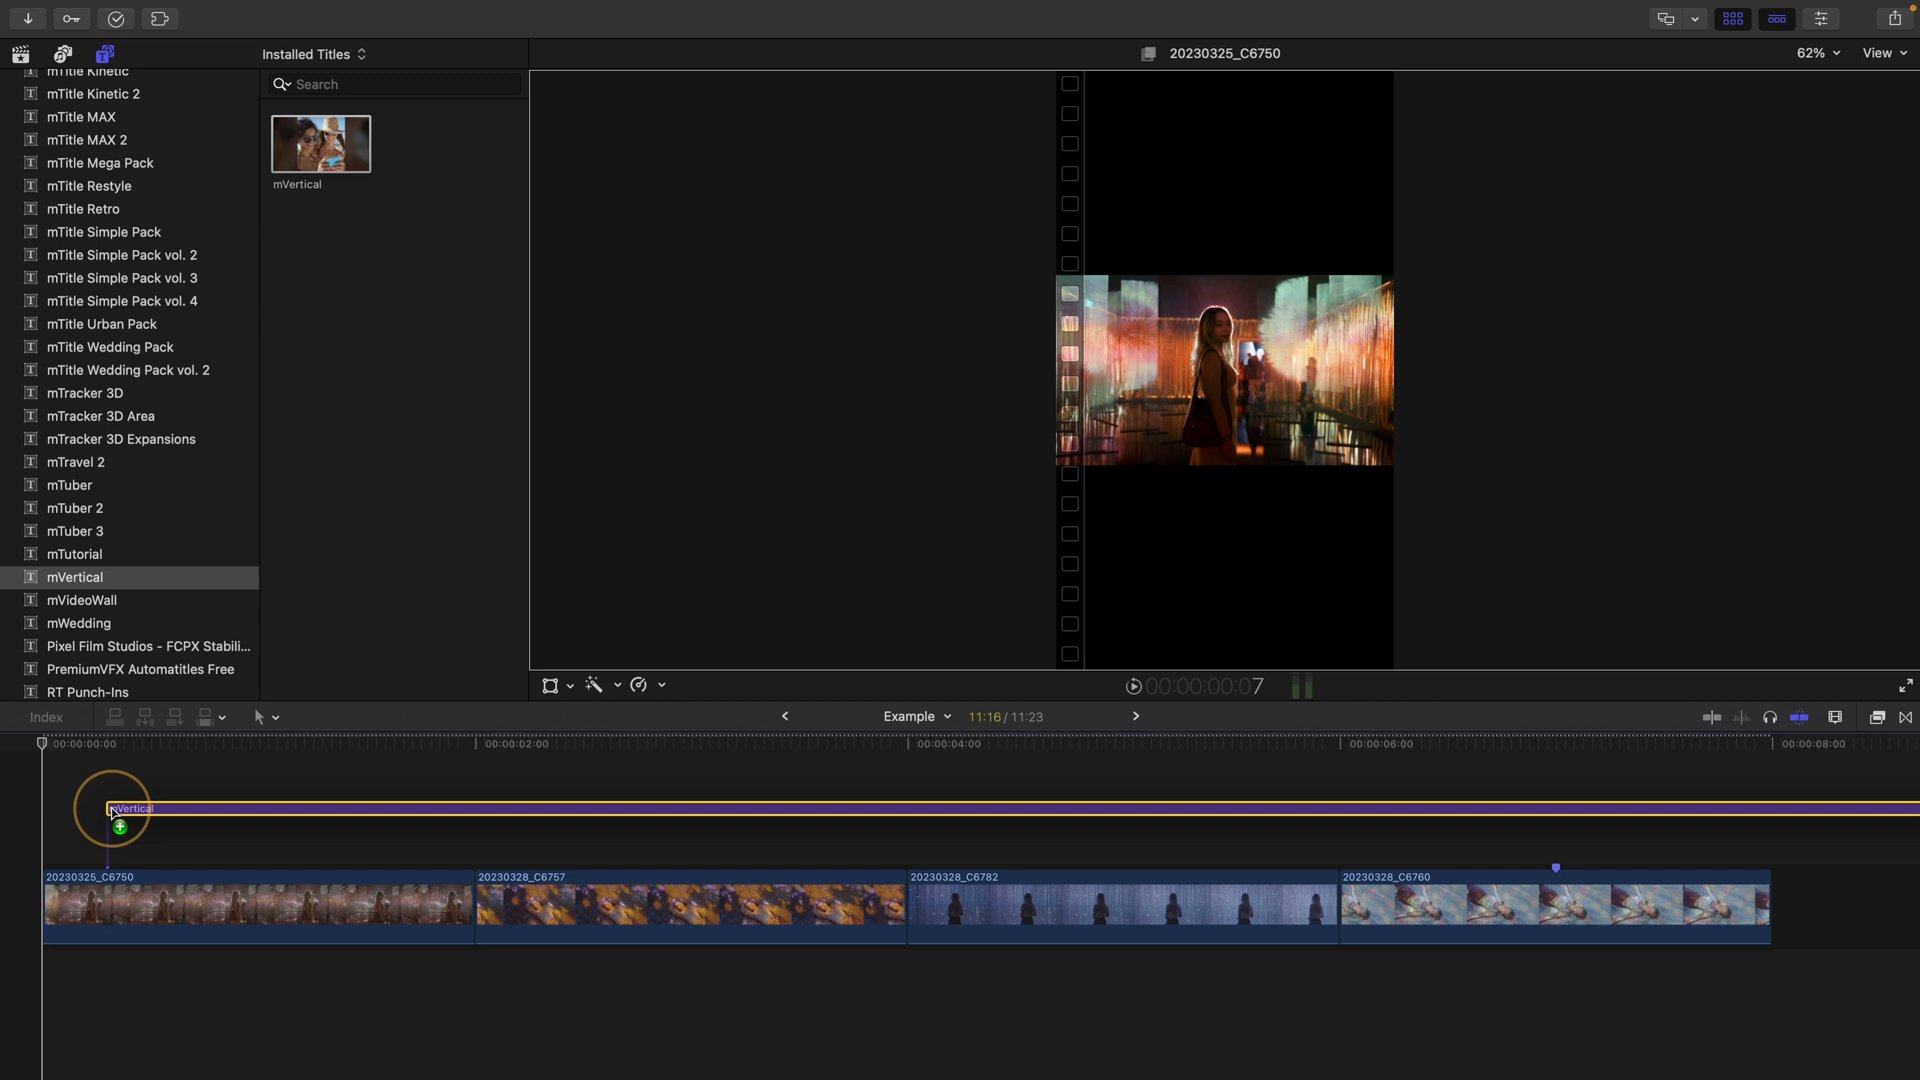 Installed Titles
20230325_C6750
62%
View
mTitle Kinetic
mTitle Kinetic 2
mTitle MAX
mTitle MAX 2
mTitle Mega Pack
mTitle Restyle
mTitle Retro
mTitle Simple Pack
mTitle Simple Pack vol. 2
mTitle Simple Pack vol. 3
mTitle Simple Pack vol. 4
mTitle Urban Pack
mTitle Wedding Pack
mTitle Wedding Pack vol. 2
mTracker 3D
mTracker 3D Area
mTracker 3D Expansions
mTravel 2
mTuber
mTuber 2
mTuber 3
mTutorial
mVertical
mVideoWall
mWedding
Pixel Film Studios - FCPX Stabili...
PremiumVFX Automatitles Free
RT Punch-Ins
Search
mVertical
00:00:00:07
Index
Example
11:16 / 11:23
00:00:00:00
00:00:02:00
00:00:04:00
00:00:06:00
00:00:08:00
mVertical
20230325_C6750
20230328_C6757
20230328_C6782
20230328_C6760